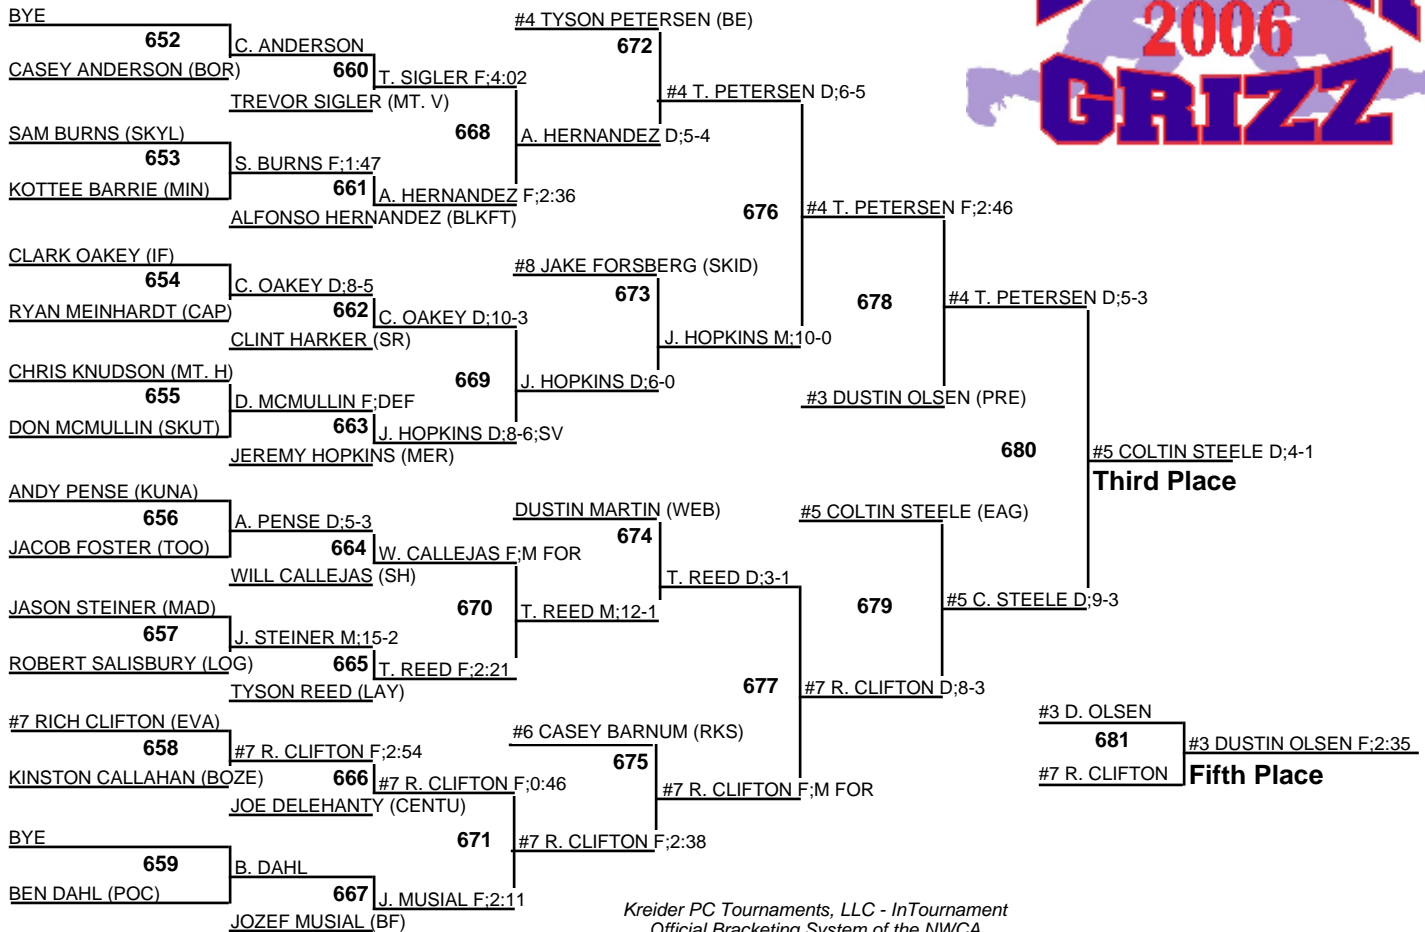 BYE
652
CASEY ANDERSON (BOR)
C. ANDERSON
660
TREVOR SIGLER (MT. V)
T. SIGLER F;4:02
SAM BURNS (SKYL)
653
KOTTEE BARRIE (MIN)
S. BURNS F;1:47
661
ALFONSO HERNANDEZ (BLKFT)
A. HERNANDEZ F;2:36
668
A. HERNANDEZ D;5-4
#4 TYSON PETERSEN (BE)
672
#4 T. PETERSEN D;6-5
CLARK OAKEY (IF)
654
RYAN MEINHARDT (CAP)
C. OAKEY D;8-5
662
CLINT HARKER (SR)
C. OAKEY D;10-3
CHRIS KNUDSON (MT. H)
655
DON MCMULLIN (SKUT)
D. MCMULLIN F;DEF
663
JEREMY HOPKINS (MER)
J. HOPKINS D;8-6;SV
669
J. HOPKINS D;6-0
#8 JAKE FORSBERG (SKID)
673
J. HOPKINS M;10-0
676
#4 T. PETERSEN F;2:46
678
#3 DUSTIN OLSEN (PRE)
#4 T. PETERSEN D;5-3
ANDY PENSE (KUNA)
656
JACOB FOSTER (TOO)
A. PENSE D;5-3
664
WILL CALLEJAS (SH)
W. CALLEJAS F;M FOR
JASON STEINER (MAD)
657
ROBERT SALISBURY (LOG)
J. STEINER M;15-2
665
TYSON REED (LAY)
T. REED F;2:21
670
T. REED M;12-1
DUSTIN MARTIN (WEB)
674
T. REED D;3-1
#7 RICH CLIFTON (EVA)
658
KINSTON CALLAHAN (BOZE)
#7 R. CLIFTON F;2:54
666
JOE DELEHANTY (CENTU)
#7 R. CLIFTON F;0:46
BYE
659
BEN DAHL (POC)
B. DAHL
667
JOZEF MUSIAL (BF)
J. MUSIAL F;2:11
671
#7 R. CLIFTON F;2:38
#6 CASEY BARNUM (RKS)
675
#7 R. CLIFTON F;M FOR
677
#7 R. CLIFTON D;8-3
#5 COLTIN STEELE (EAG)
679
#5 C. STEELE D;9-3
680
#5 COLTIN STEELE D;4-1
Third Place
#3 D. OLSEN
681
#7 R. CLIFTON
#3 DUSTIN OLSEN F;2:35
Fifth Place
2006
GRIZZ
Kreider PC Tournaments, LLC - InTournament
Official Bracketing System of the NWCA